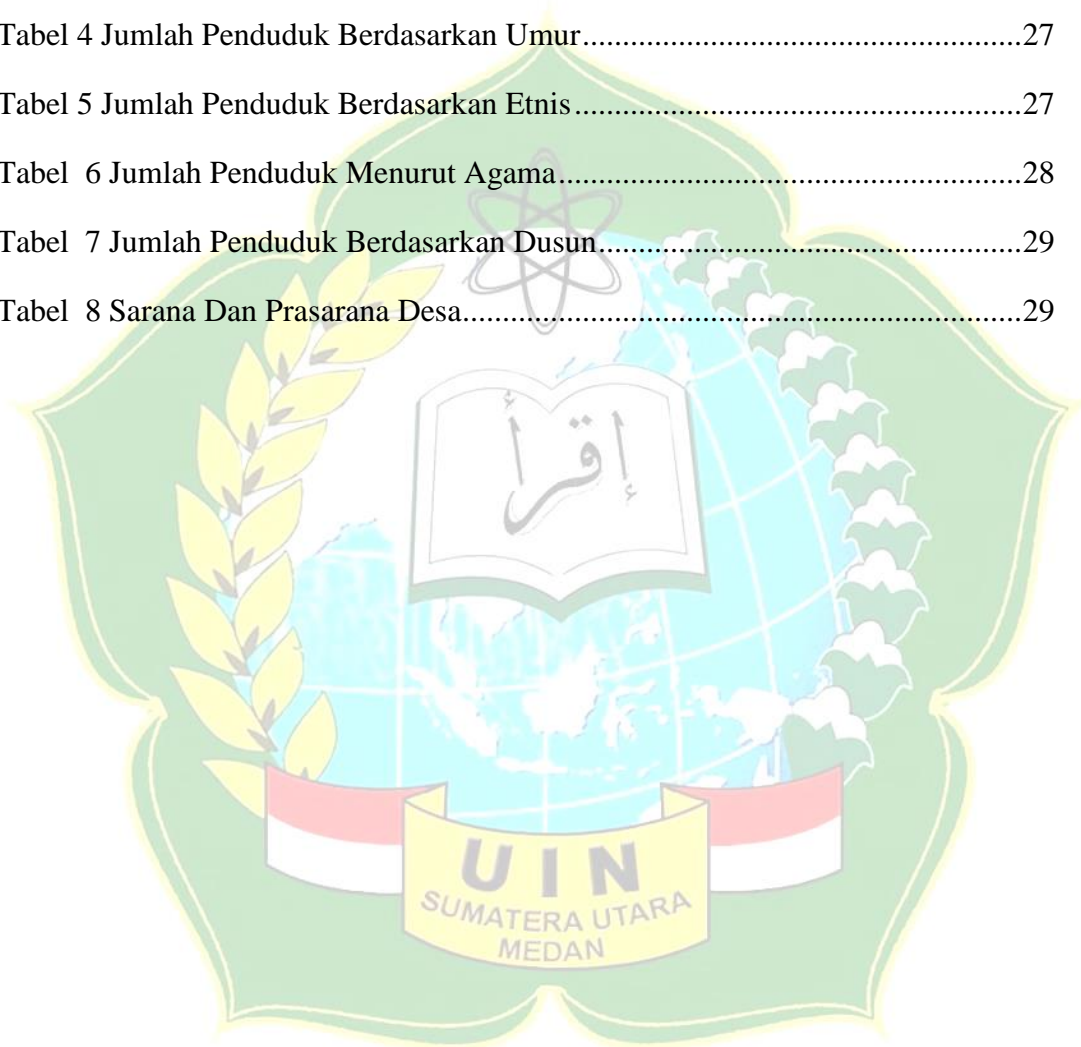 Tabel 4 Jumlah Penduduk Berdasarkan Umur.......................................................27
Tabel 5 Jumlah Penduduk Berdasarkan Etnis........................................................27
Tabel  6 Jumlah Penduduk Menurut Agama..........................................................28
Tabel  7 Jumlah Penduduk Berdasarkan Dusun.....................................................29
Tabel  8 Sarana Dan Prasarana Desa......................................................................29
إقرأ
UIN
SUMATERA UTARA
MEDAN